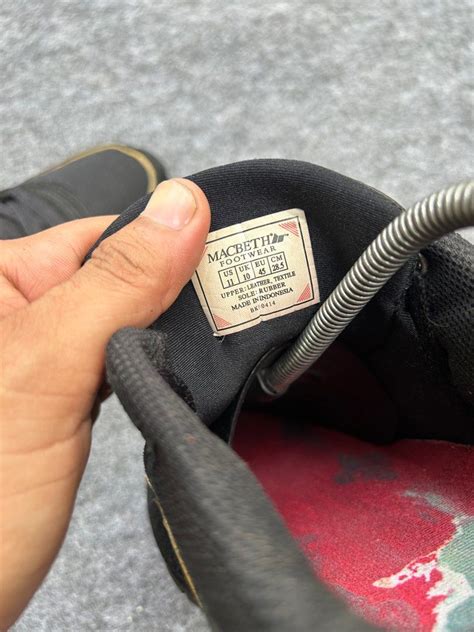 MACBETH
FOOTWEAR
US UK EU CM
11 10 45 28.5
UPPER: LEATHER, TEXTILE
SOLE: RUBBER
MADE IN INDONESIA